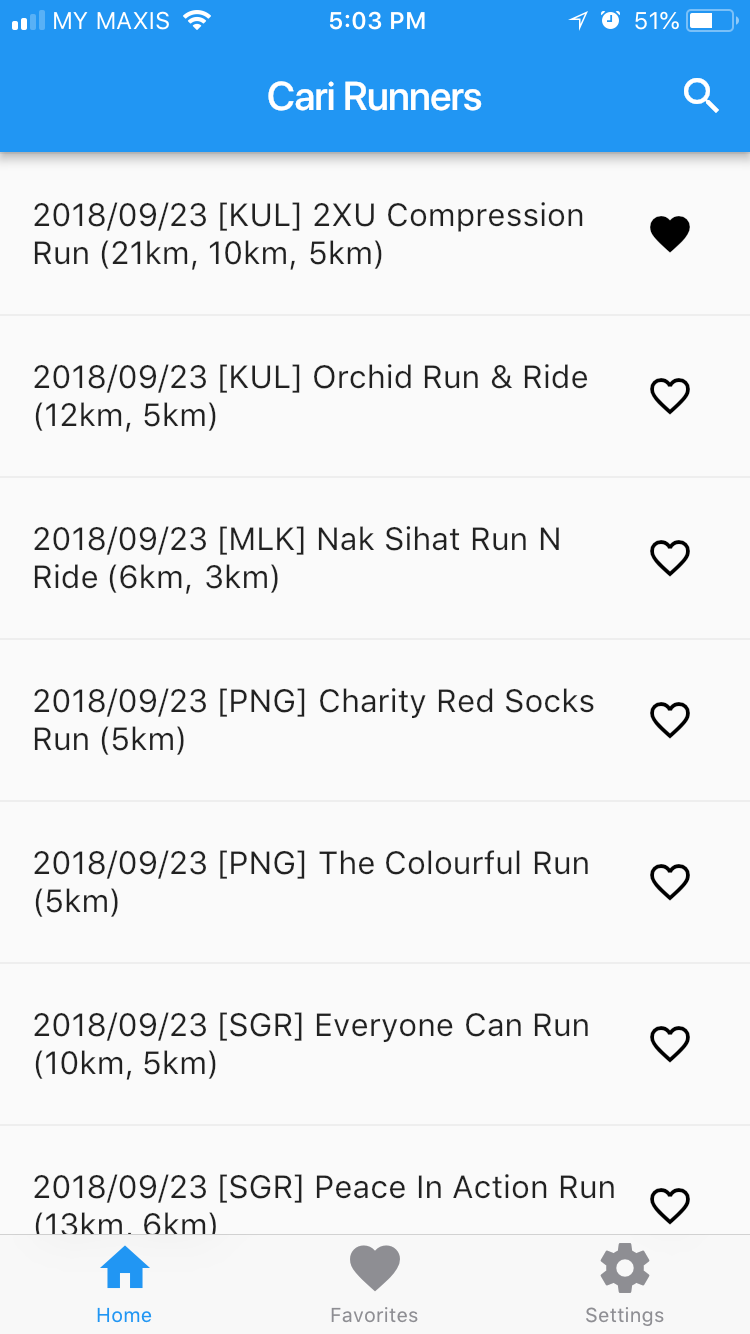 MY MAXIS 5:03 PM 51%
Cari Runners
2018/09/23 [KUL] 2XU Compression
Run (21km, 10km, 5km)
2018/09/23 [KUL] Orchid Run & Ride
(12km, 5km)
2018/09/23 [MLK] Nak Sihat Run N
Ride (6km, 3km)
2018/09/23 [PNG] Charity Red Socks
Run (5km)
2018/09/23 [PNG] The Colourful Run
(5km)
2018/09/23 [SGR] Everyone Can Run
(10km, 5km)
2018/09/23 [SGR] Peace In Action Run
(13km, 6km)
Home Favorites Settings